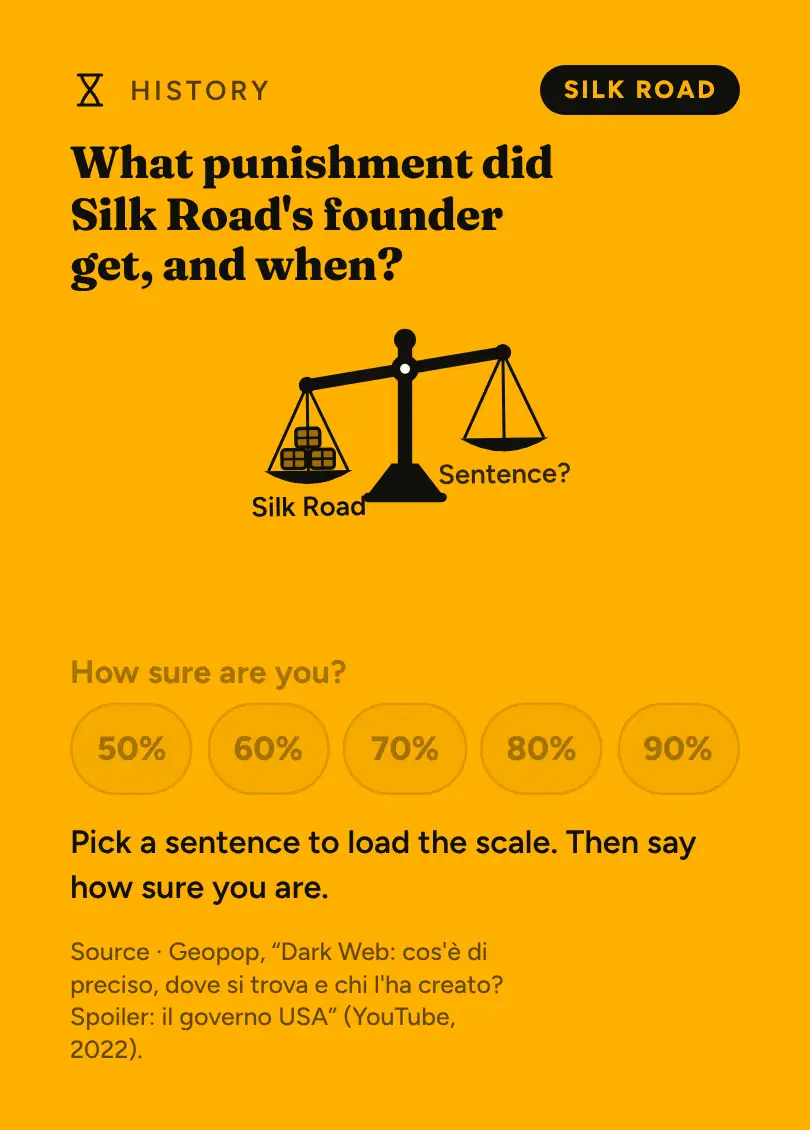 HISTORY
SILK ROAD
What punishment did
Silk Road's founder
get, and when?
Sentence?
Silk Road
How sure are you?
50%
60%
70%
80%
90%
Pick a sentence to load the scale. Then say
how sure you are.
Source · Geopop, “Dark Web: cos'è di
preciso, dove si trova e chi l'ha creato?
Spoiler: il governo USA” (YouTube,
2022).